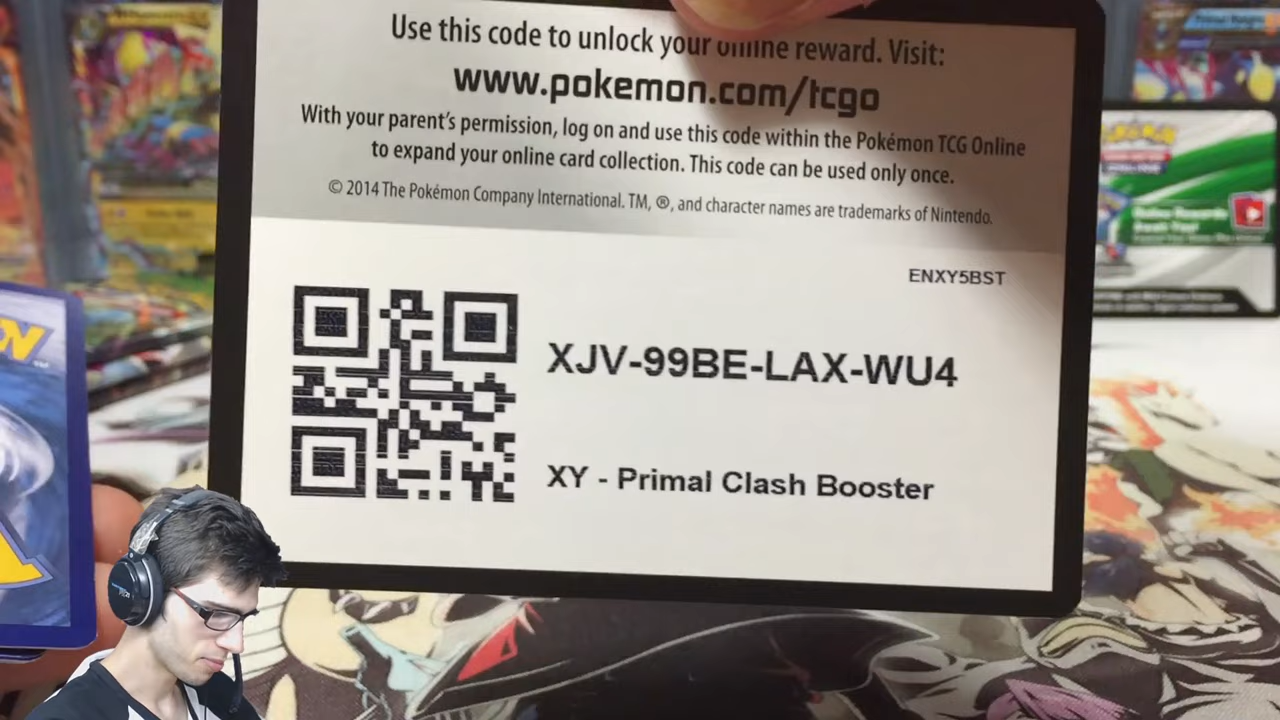 Use this code to unlock your online reward. Visit:
www.pokemon.com/tcgo
With your parent's permission, log on and use this code within the Pokémon TCG Online
to expand your online card collection. This code can be used only once.
© 2014 The Pokémon Company International. TM, ®, and character names are trademarks of Nintendo.
ENXY5BST
XJV-99BE-LAX-WU4
XY - Primal Clash Booster